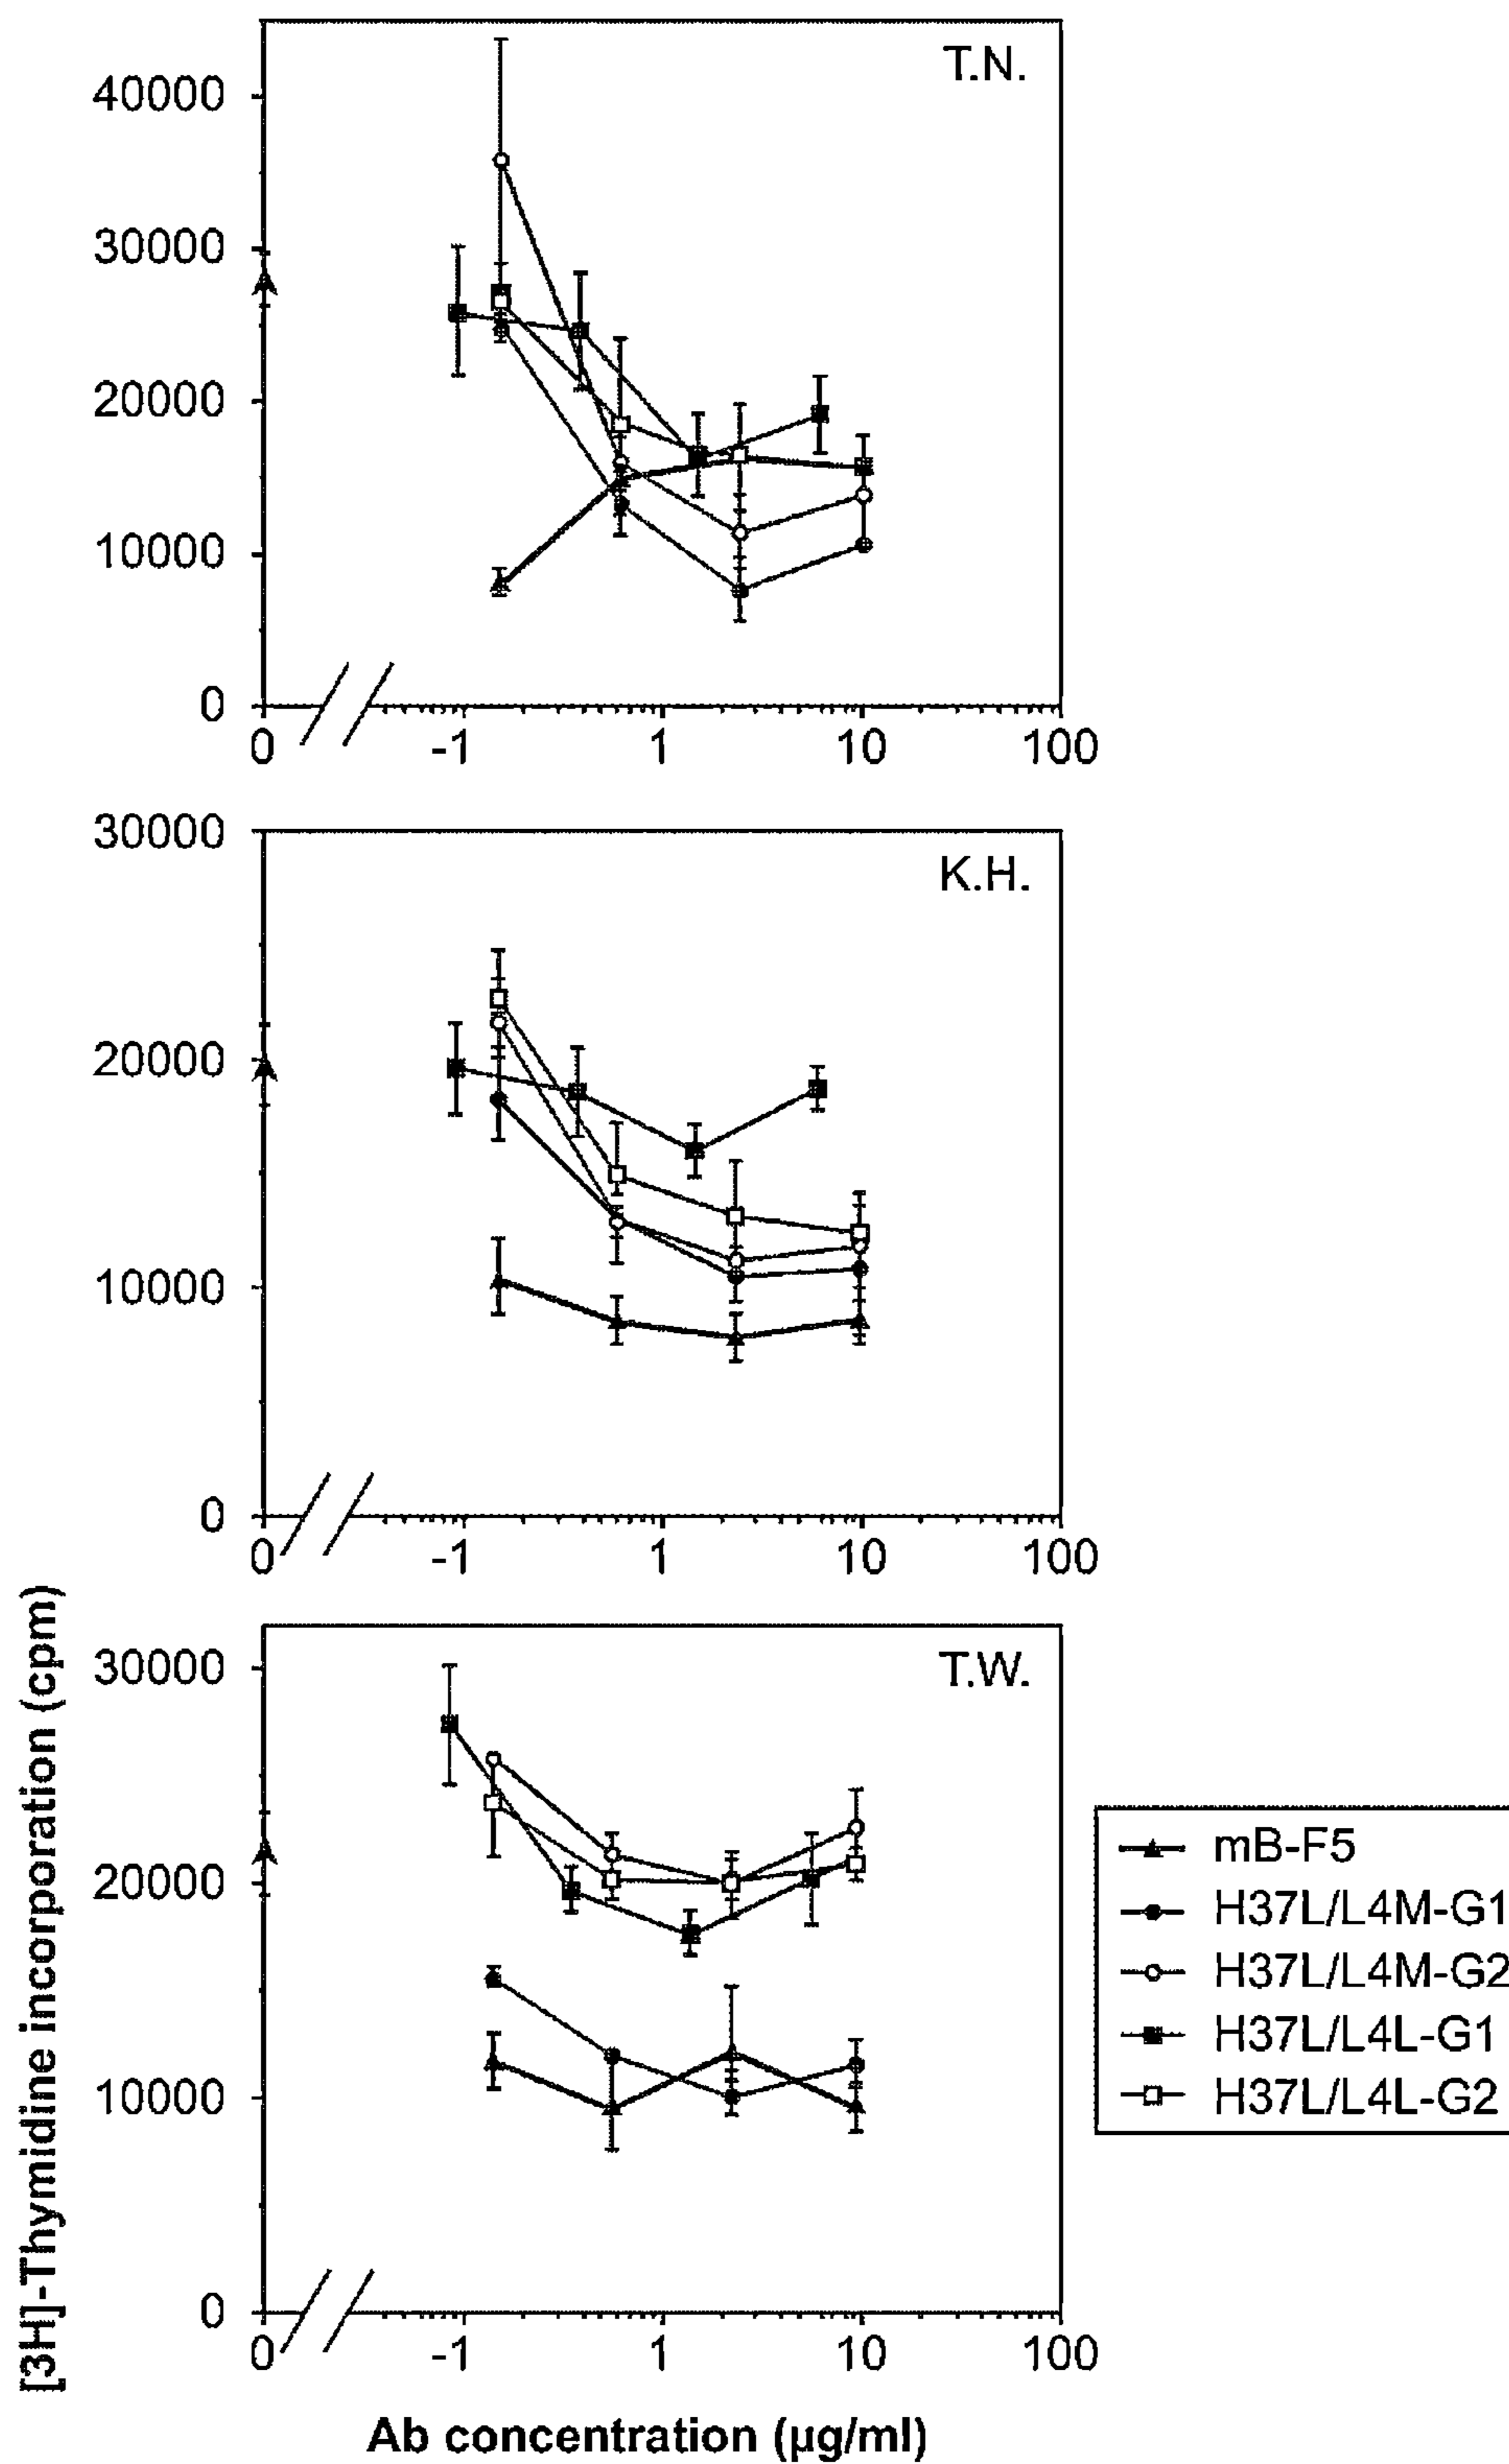 T.N.
40000
30000
20000
10000
0
0 -1 1 10 100
K.H.
30000
20000
10000
0
0 -1 1 10 100
T.W.
30000
20000
10000
0
0 -1 1 10 100
[3H]-Thymidine incorporation (cpm)
Ab concentration (µg/ml)
mB-F5
H37L/L4M-G1
H37L/L4M-G2
H37L/L4L-G1
H37L/L4L-G2